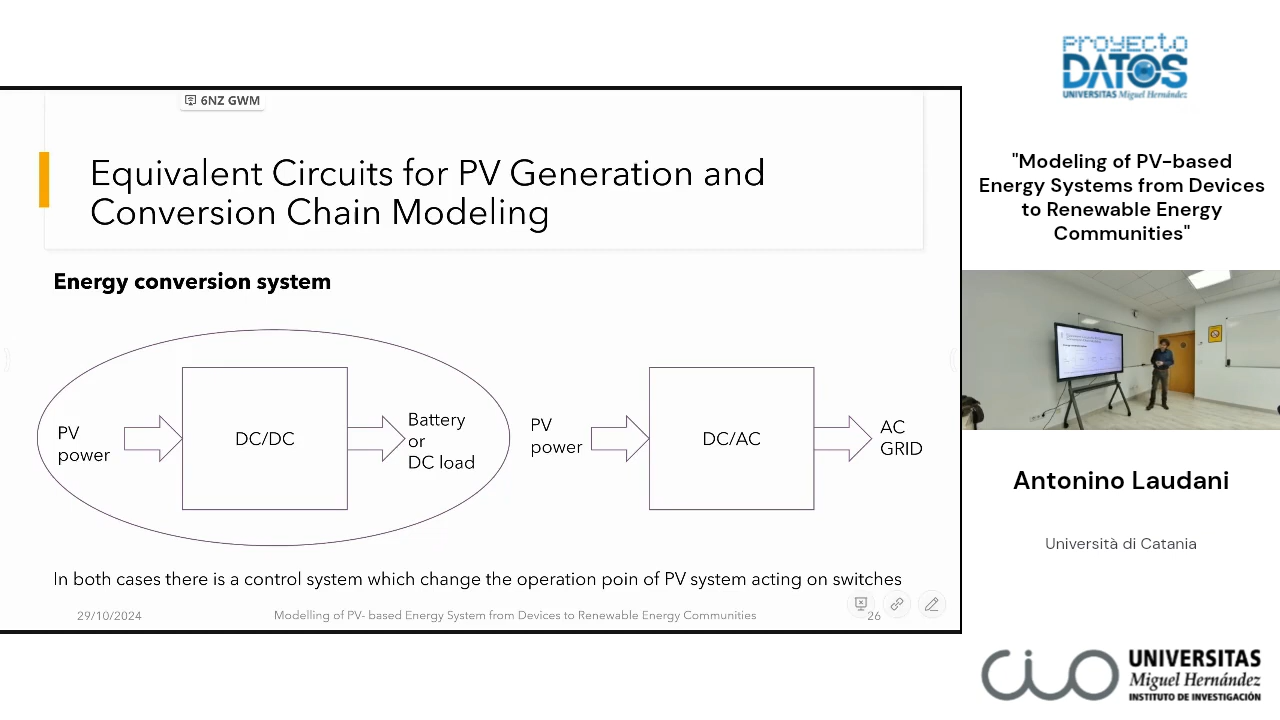 6NZ GWM
Equivalent Circuits for PV Generation and
Conversion Chain Modeling
Energy conversion system
PV
power
DC/DC
Battery
or
DC load
PV
power
DC/AC
AC
GRID
In both cases there is a control system which change the operation poin of PV system acting on switches
29/10/2024
Modelling of PV- based Energy System from Devices to Renewable Energy Communities
26
PROYECTO
DATOS
UNIVERSITAS Miguel Hernández
"Modeling of PV-based
Energy Systems from Devices
to Renewable Energy
Communities"
Antonino Laudani
Università di Catania
CIO
UNIVERSITAS
Miguel Hernández
INSTITUTO DE INVESTIGACIÓN